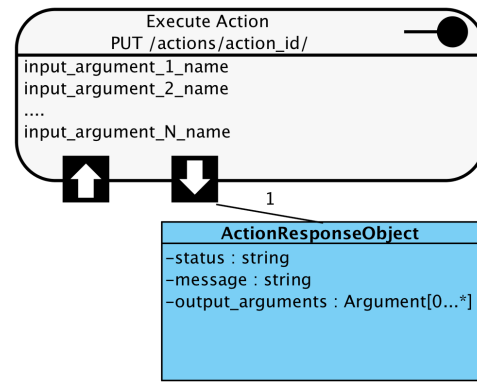 Execute Action
PUT /actions/action_id/
input_argument_1_name
input_argument_2_name
....
input_argument_N_name
1
ActionResponseObject
-status : string
-message : string
-output_arguments : Argument[0...*]